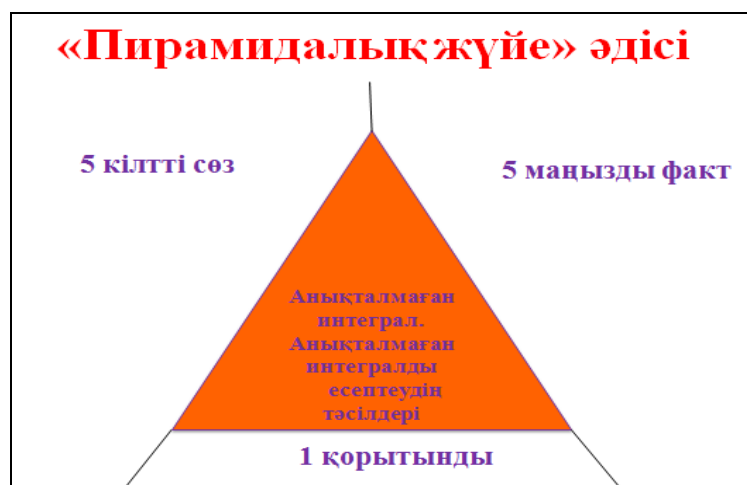 «Пирамидалық жүйе» әдісі
5 кілтті сөз
5 маңызды факт
Анықталмаған
интеграл.
Анықталмаған
интегралды
есептеудің
тәсілдері
1 қорытынды